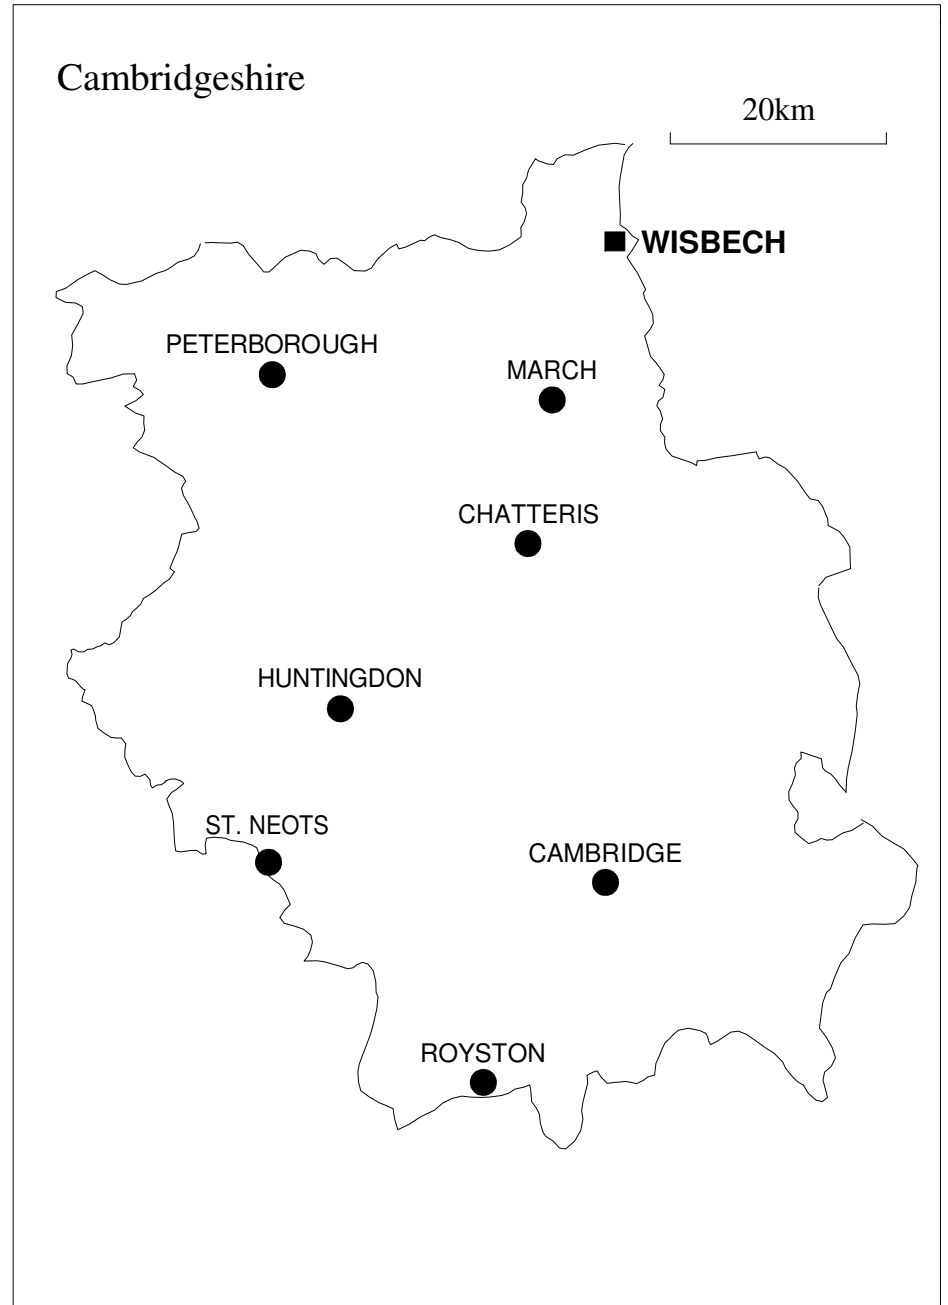 Cambridgeshire
20km
WISBECH
PETERBOROUGH
MARCH
CHATTERIS
HUNTINGDON
ST. NEOTS
CAMBRIDGE
ROYSTON